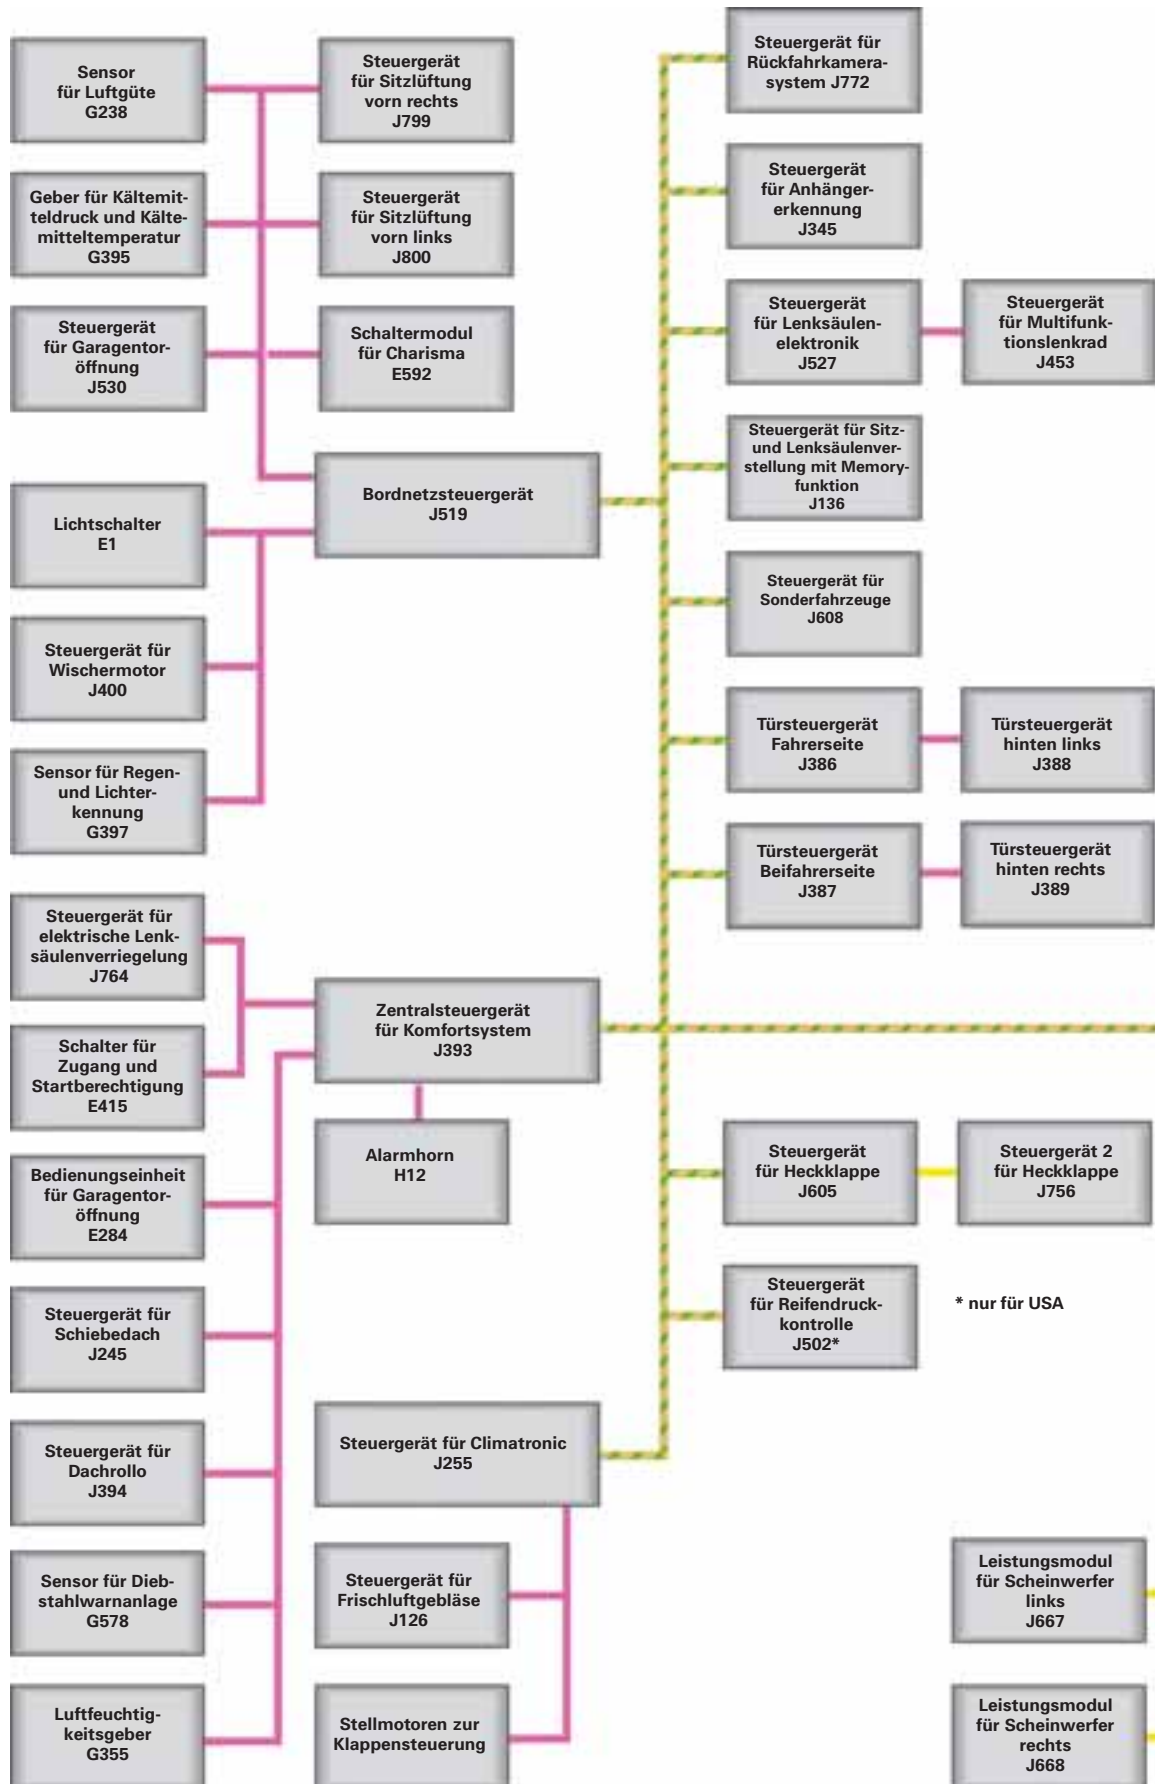 Sensor
für Luftgüte
G238
Steuergerät
für Sitzlüftung
vorn rechts
J799
Geber für Kältemit-
teldruck und Kälte-
mitteltemperatur
G395
Steuergerät
für Sitzlüftung
vorn links
J800
Steuergerät
für Garagentor-
öffnung
J530
Schaltermodul
für Charisma
E592
Lichtschalter
E1
Bordnetzsteuergerät
J519
Steuergerät für
Wischermotor
J400
Sensor für Regen-
und Lichter-
kennung
G397
Steuergerät für
elektrische Lenk-
säulenverriegelung
J764
Schalter für
Zugang und
Startberechtigung
E415
Zentralsteuergerät
für Komfortsystem
J393
Alarmhorn
H12
Bedienungseinheit
für Garagentor-
öffnung
E284
Steuergerät für
Schiebedach
J245
Steuergerät für
Dachrollo
J394
Sensor für Dieb-
stahlwarnanlage
G578
Luftfeuchtig-
keitsgeber
G355
Steuergerät für Climatronic
J255
Steuergerät für
Frischluftgebläse
J126
Stellmotoren zur
Klappensteuerung
Steuergerät für
Rückfahrkamera-
system J772
Steuergerät
für Anhänger-
erkennung
J345
Steuergerät
für Lenksäulen-
elektronik
J527
Steuergerät
für Multifunk-
tionslenkrad
J453
Steuergerät für Sitz-
und Lenksäulenver-
stellung mit Memory-
funktion
J136
Steuergerät für
Sonderfahrzeuge
J608
Türsteuergerät
Fahrerseite
J386
Türsteuergerät
hinten links
J388
Türsteuergerät
Beifahrerseite
J387
Türsteuergerät
hinten rechts
J389
Steuergerät
für Heckklappe
J605
Steuergerät 2
für Heckklappe
J756
Steuergerät
für Reifendruck-
kontrolle
J502*
* nur für USA
Leistungsmodul
für Scheinwerfer
links
J667
Leistungsmodul
für Scheinwerfer
rechts
J668